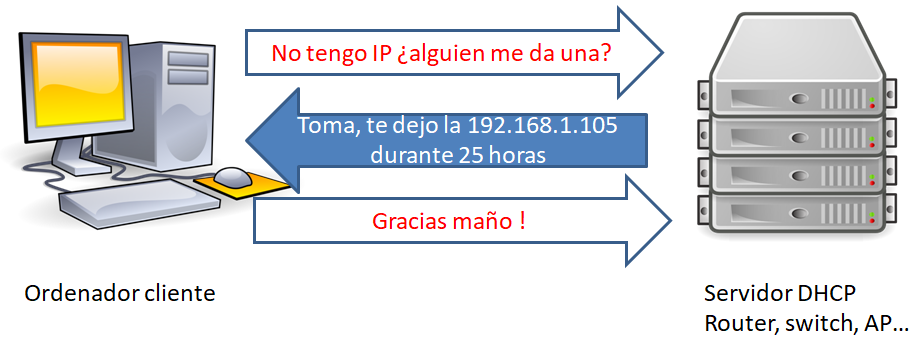 No tengo IP ¿alguien me da una?
Toma, te dejo la 192.168.1.105
durante 25 horas
Gracias maño !
Ordenador cliente
Servidor DHCP
Router, switch, AP...